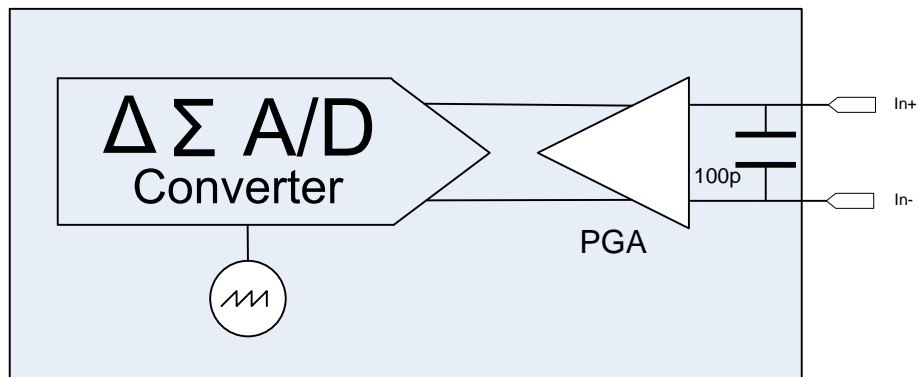 Δ Σ A/D
Converter
In+
100p
In-
PGA